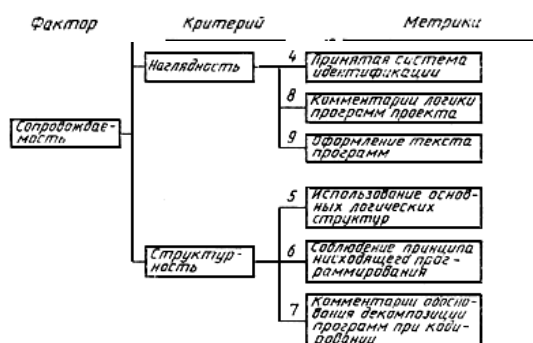 Фактор Критерий Метрики
Наглядность
4 Принятая система
идентификации
8 Комментарии логики
программ проекта
Сопровождае-
мость
9 Оформление текста
программ
5 Использование основ-
ных логических
структур
Структур-
ность
6 Соблюдение принципа
нисходящего прог-
раммирования
7 Комментарии обосно-
вания декомпозиции
программ при кодиро-
вании